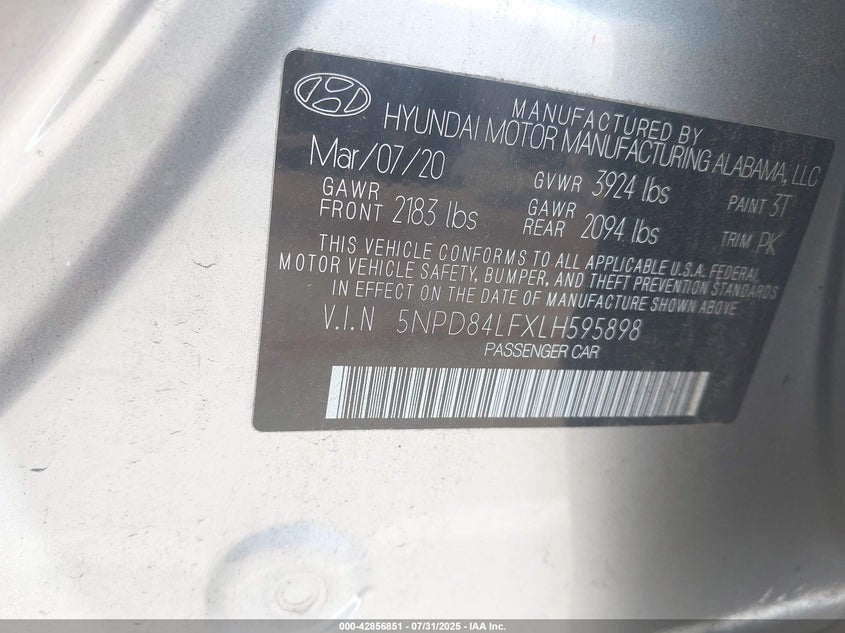 MANUFACTURED BY
HYUNDAI MOTOR MANUFACTURING ALABAMA, LLC
Mar/07/20 GVWR 3924 lbs PAINT 3T
GAWR FRONT 2183 lbs GAWR REAR 2094 lbs TRIM PK
THIS VEHICLE CONFORMS TO ALL APPLICABLE U.S.A. FEDERAL
MOTOR VEHICLE SAFETY, BUMPER, AND THEFT PREVENTION STANDARDS
IN EFFECT ON THE DATE OF MANUFACTURE SHOWN ABOVE
V.I.N 5NPD84LFXLH595898
PASSENGER CAR
000-42856851 / 07/31/2025 - IAA Inc.